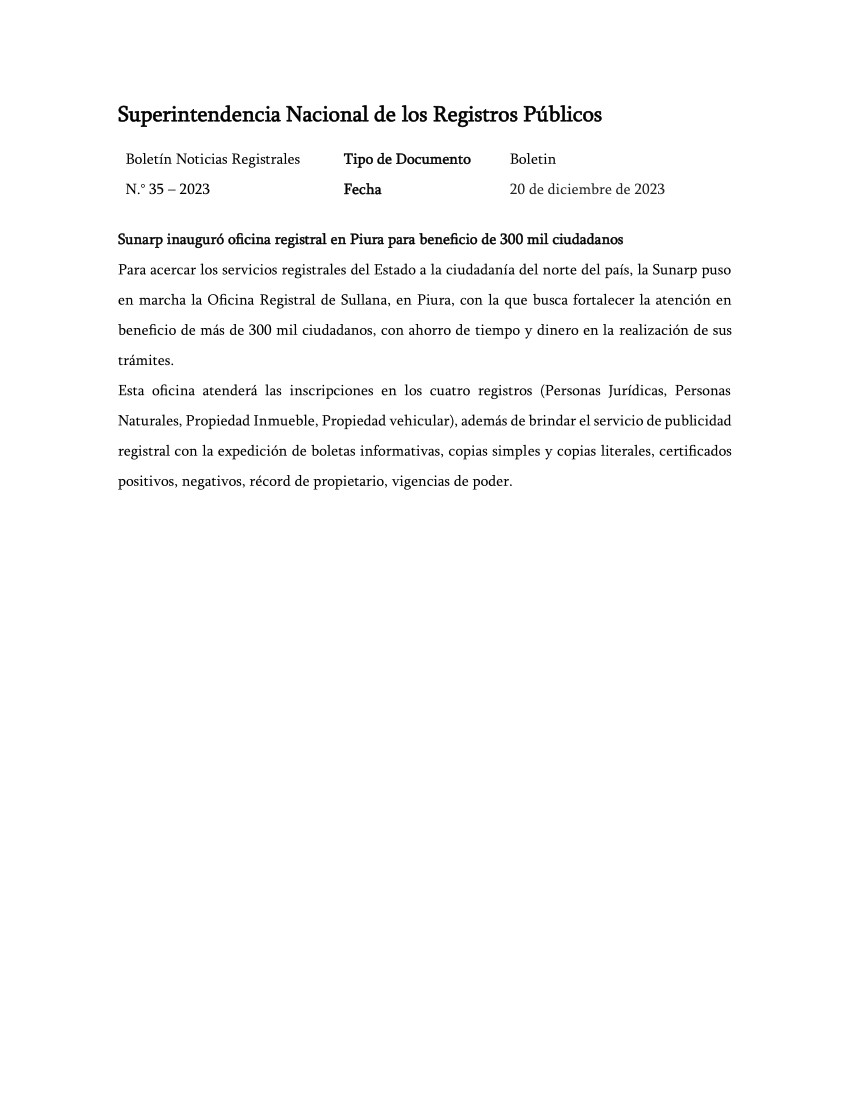 Superintendencia Nacional de los Registros Públicos
Boletín Noticias Registrales Tipo de Documento Boletin
N.° 35 – 2023 Fecha 20 de diciembre de 2023
Sunarp inauguró oficina registral en Piura para beneficio de 300 mil ciudadanos
Para acercar los servicios registrales del Estado a la ciudadanía del norte del país, la Sunarp puso
en marcha la Oficina Registral de Sullana, en Piura, con la que busca fortalecer la atención en
beneficio de más de 300 mil ciudadanos, con ahorro de tiempo y dinero en la realización de sus
trámites.
Esta oficina atenderá las inscripciones en los cuatro registros (Personas Jurídicas, Personas
Naturales, Propiedad Inmueble, Propiedad vehicular), además de brindar el servicio de publicidad
registral con la expedición de boletas informativas, copias simples y copias literales, certificados
positivos, negativos, récord de propietario, vigencias de poder.